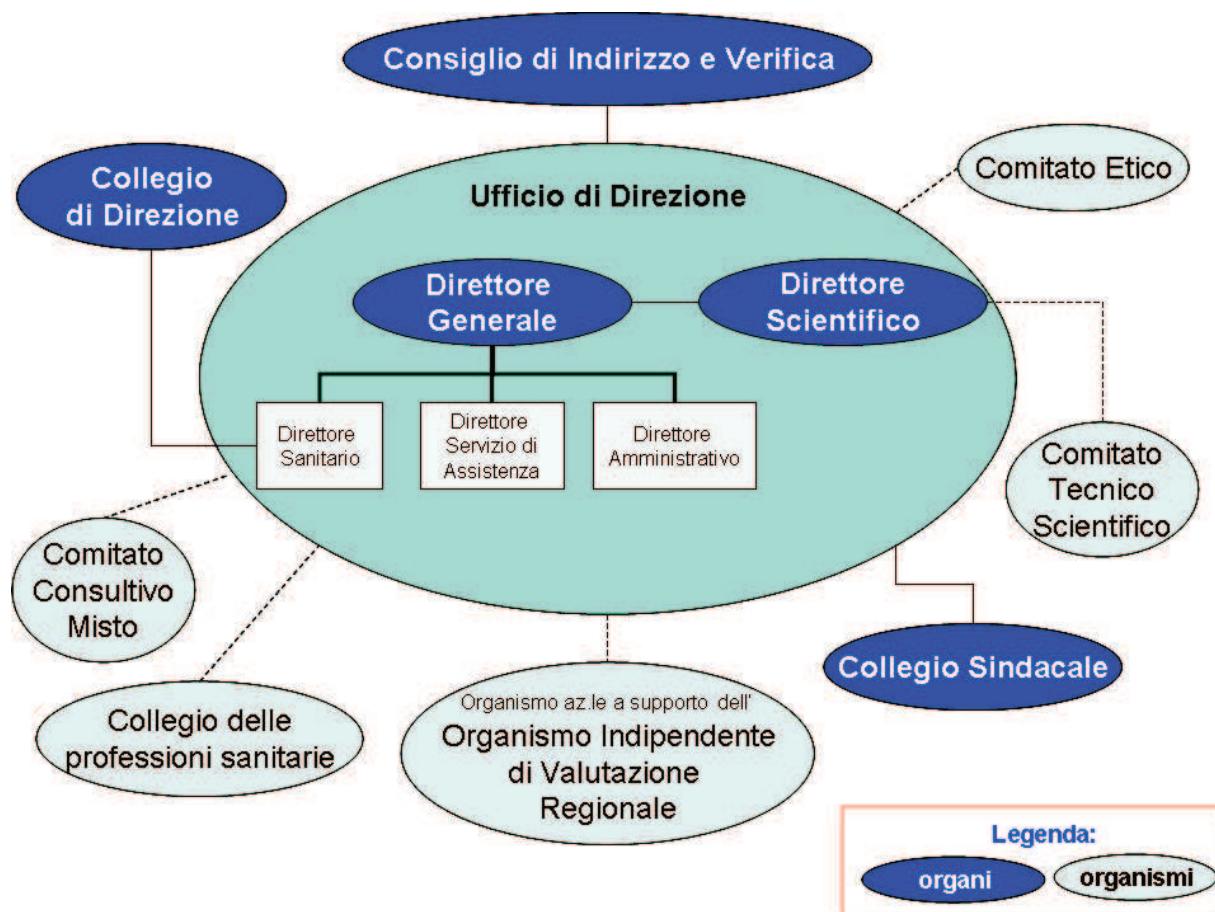 Consiglio di Indirizzo e Verifica
Comitato Etico
Collegio
di Direzione
Ufficio di Direzione
Direttore
Generale
Direttore
Scientifico
Direttore
Sanitario
Direttore
Servizio di
Assistenza
Direttore
Amministrativo
Comitato
Tecnico
Scientifico
Comitato
Consultivo
Misto
Collegio Sindacale
Collegio delle
professioni sanitarie
Organismo az.le a supporto dell'
Organismo Indipendente
di Valutazione
Regionale
Legenda:
organi
organismi